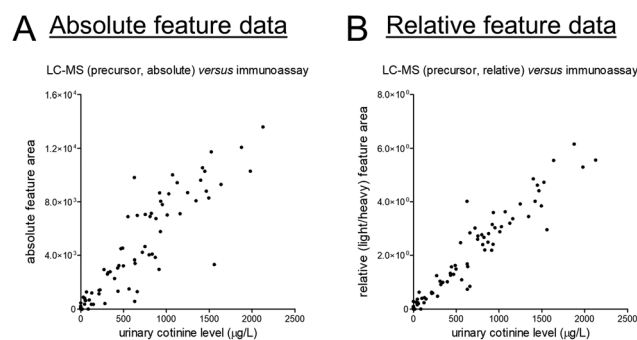 A Absolute feature data
LC-MS (precursor, absolute) versus immunoassay
1.6×10⁴
1.2×10⁴
8.0×10³
4.0×10³
0
absolute feature area
0 500 1000 1500 2000 2500
urinary cotinine level (µg/L)
B Relative feature data
LC-MS (precursor, relative) versus immunoassay
8.0×10⁰
6.0×10⁰
4.0×10⁰
2.0×10⁰
0
relative (light/heavy) feature area
0 500 1000 1500 2000 2500
urinary cotinine level (µg/L)